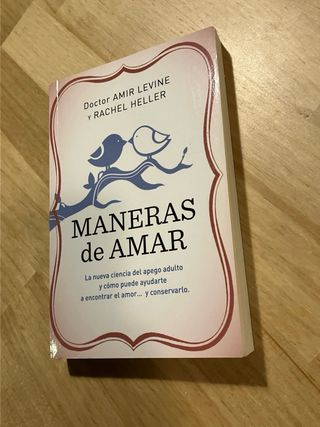 Doctor AMIR LEVINE
y RACHEL HELLER
MANERAS
de AMAR
La nueva ciencia del apego adulto
y cómo puede ayudarte
a encontrar el amor... y conservarlo.